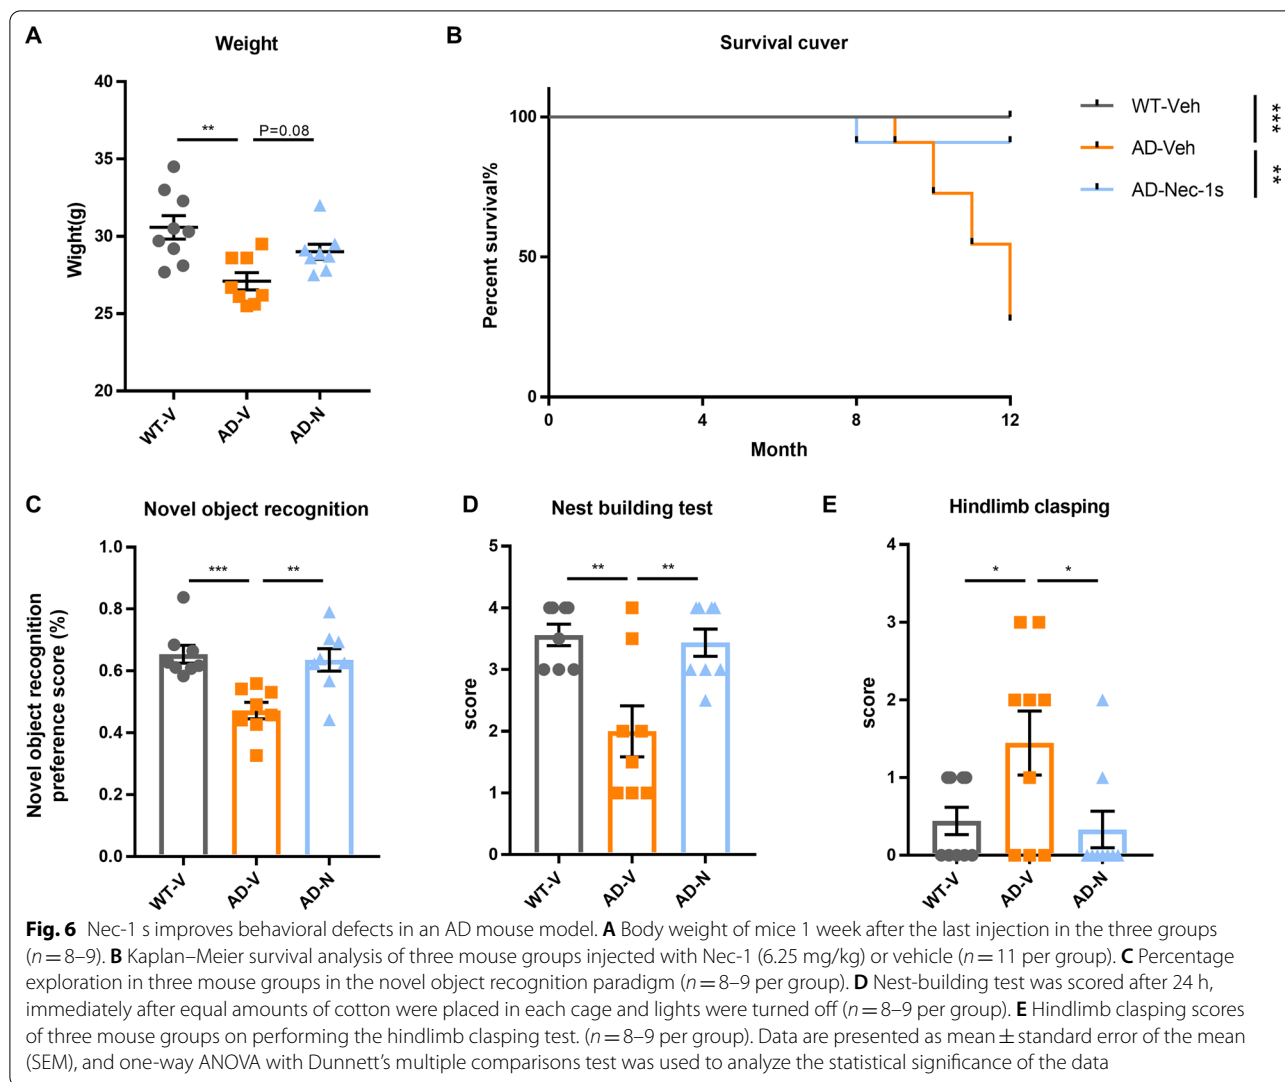 A
Weight
40
35
30
25
20
Wight(g)
**
P=0.08
WT-V
AD-V
AD-N
B
Survival cuver
100
50
0
Percent survival%
0
4
8
12
Month
WT-Veh
AD-Veh
AD-Nec-1s
***
**
C
Novel object recognition
1.0
0.8
0.6
0.4
0.2
0.0
Novel object recognition
preference score (%)
***
**
WT-V
AD-V
AD-N
D
Nest building test
5
4
3
2
1
0
score
**
**
WT-V
AD-V
AD-N
E
Hindlimb clasping
4
3
2
1
0
score
*
*
WT-V
AD-V
AD-N
Fig. 6 Nec-1 s improves behavioral defects in an AD mouse model. A Body weight of mice 1 week after the last injection in the three groups
(n = 8–9). B Kaplan–Meier survival analysis of three mouse groups injected with Nec-1 (6.25 mg/kg) or vehicle (n = 11 per group). C Percentage
exploration in three mouse groups in the novel object recognition paradigm (n = 8–9 per group). D Nest-building test was scored after 24 h,
immediately after equal amounts of cotton were placed in each cage and lights were turned off (n = 8–9 per group). E Hindlimb clasping scores
of three mouse groups on performing the hindlimb clasping test. (n = 8–9 per group). Data are presented as mean ± standard error of the mean
(SEM), and one-way ANOVA with Dunnett's multiple comparisons test was used to analyze the statistical significance of the data